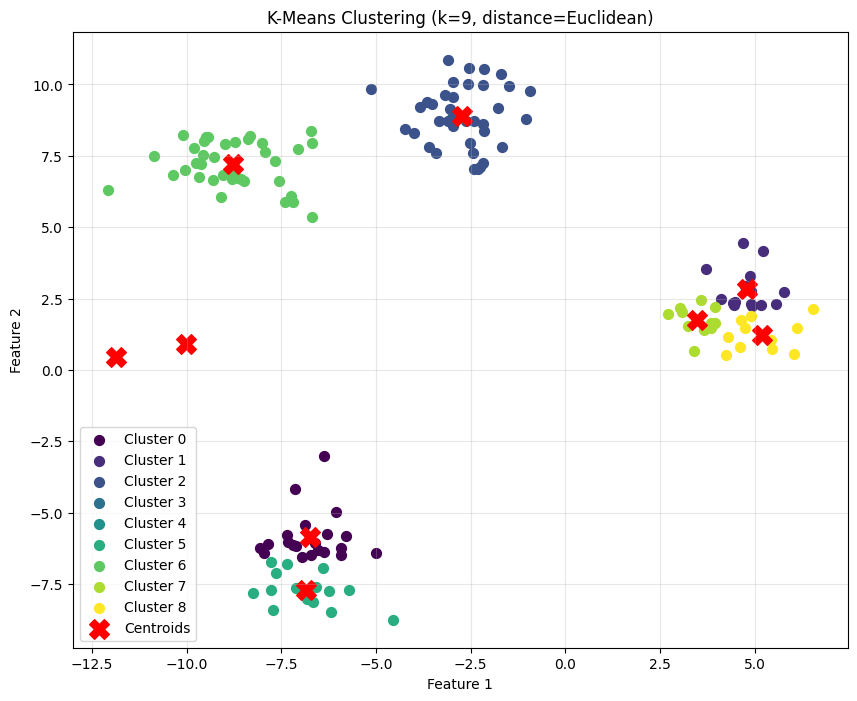 K-Means Clustering (k=9, distance=Euclidean)
10.0
7.5
5.0
2.5
0.0
−2.5
−5.0
−7.5
Feature 2
Cluster 0
Cluster 1
Cluster 2
Cluster 3
Cluster 4
Cluster 5
Cluster 6
Cluster 7
Cluster 8
Centroids
−12.5 −10.0 −7.5 −5.0 −2.5 0.0 2.5 5.0
Feature 1